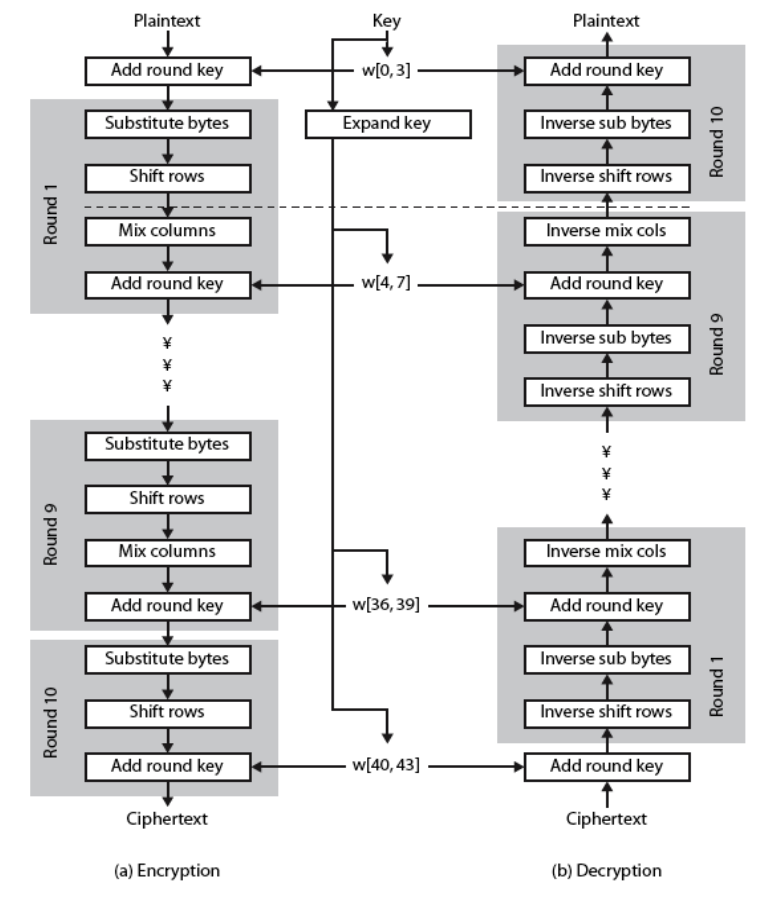 Plaintext
Key
Plaintext
Add round key
w[0, 3]
Add round key
Round 1
Substitute bytes
Expand key
Inverse sub bytes
Round 10
Shift rows
Inverse shift rows
Mix columns
Inverse mix cols
Add round key
w[4, 7]
Add round key
Round 9
¥
¥
¥
Inverse sub bytes
Inverse shift rows
Round 9
Substitute bytes
¥
¥
¥
Shift rows
Mix columns
Inverse mix cols
Add round key
w[36, 39]
Add round key
Round 1
Round 10
Substitute bytes
Inverse sub bytes
Shift rows
Inverse shift rows
Add round key
w[40, 43]
Add round key
Ciphertext
Ciphertext
(a) Encryption
(b) Decryption